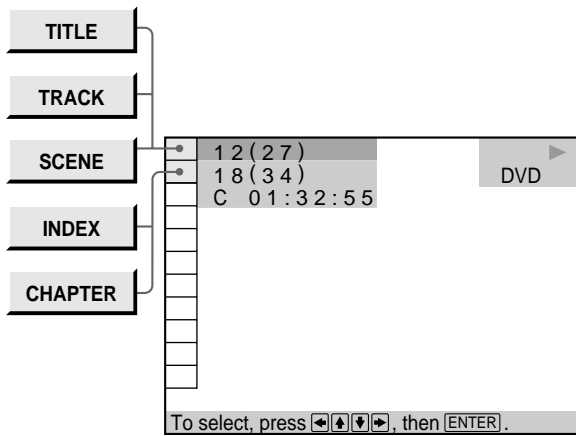 TITLE
TRACK
SCENE
INDEX
CHAPTER
12(27)
18(34)
C 01:32:55
DVD
To select, press ←↑↓→, then ENTER.